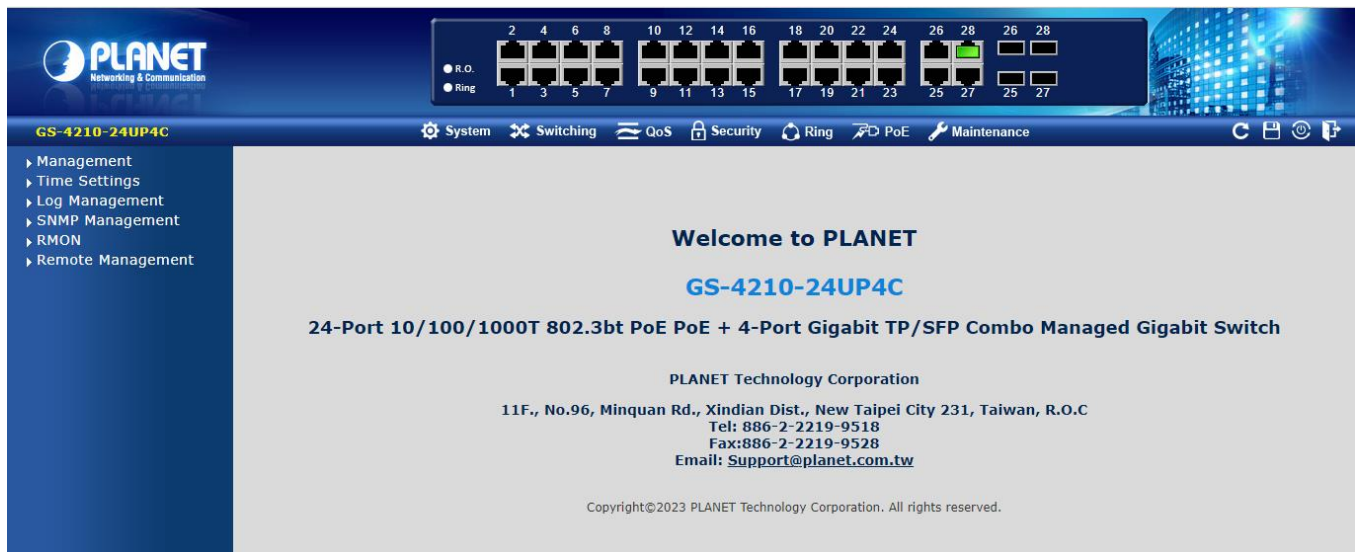 PLANET
Networking & Communication
2 4 6 8 10 12 14 16 18 20 22 24 26 28 26 28
R.O.
Ring
1 3 5 7 9 11 13 15 17 19 21 23 25 27 25 27
GS-4210-24UP4C
System Switching QoS Security Ring PoE Maintenance
Management
Time Settings
Log Management
SNMP Management
RMON
Remote Management
Welcome to PLANET
GS-4210-24UP4C
24-Port 10/100/1000T 802.3bt PoE PoE + 4-Port Gigabit TP/SFP Combo Managed Gigabit Switch
PLANET Technology Corporation
11F., No.96, Minquan Rd., Xindian Dist., New Taipei City 231, Taiwan, R.O.C
Tel: 886-2-2219-9518
Fax:886-2-2219-9528
Email: Support@planet.com.tw
Copyright©2023 PLANET Technology Corporation. All rights reserved.